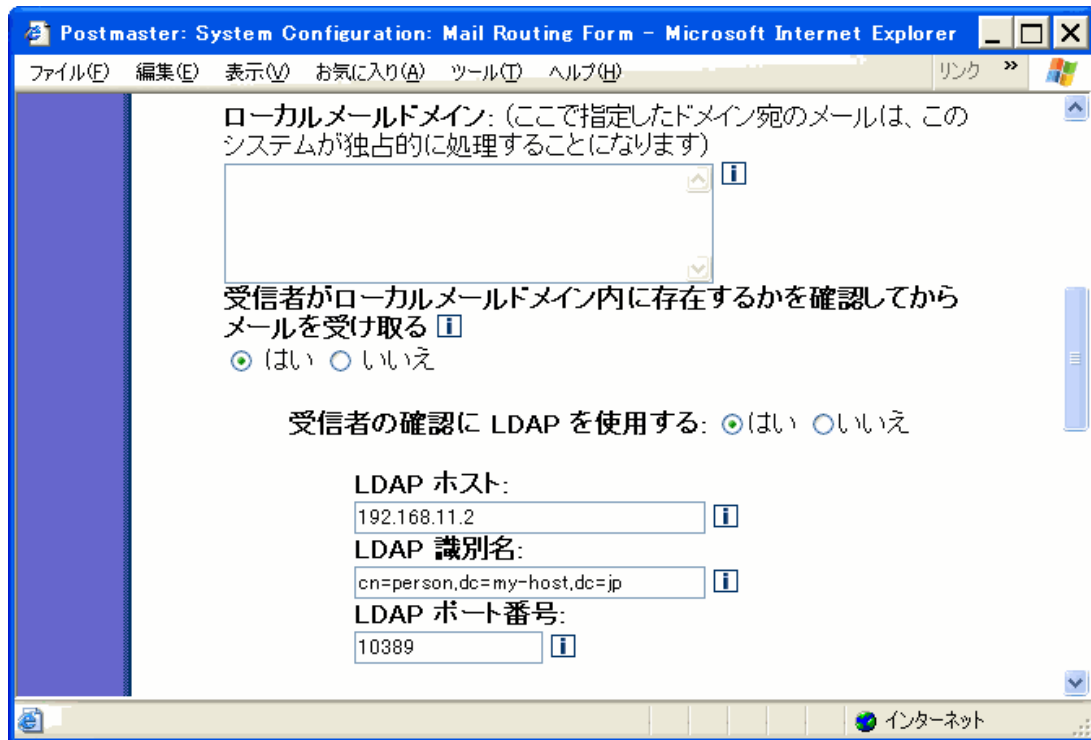 Postmaster: System Configuration: Mail Routing Form - Microsoft Internet Explorer
ファイル(F) 編集(E) 表示(V) お気に入り(A) ツール(T) ヘルプ(H) リンク »
ローカルメールドメイン: (ここで指定したドメイン宛のメールは、この
システムが独占的に処理することになります)
受信者がローカルメールドメイン内に存在するかを確認してから
メールを受け取る i
はい いいえ
受信者の確認に LDAP を使用する: はい いいえ
LDAP ホスト:
192.168.11.2
LDAP 識別名:
cn=person,dc=my-host,dc=jp
LDAP ポート番号:
10389
インターネット